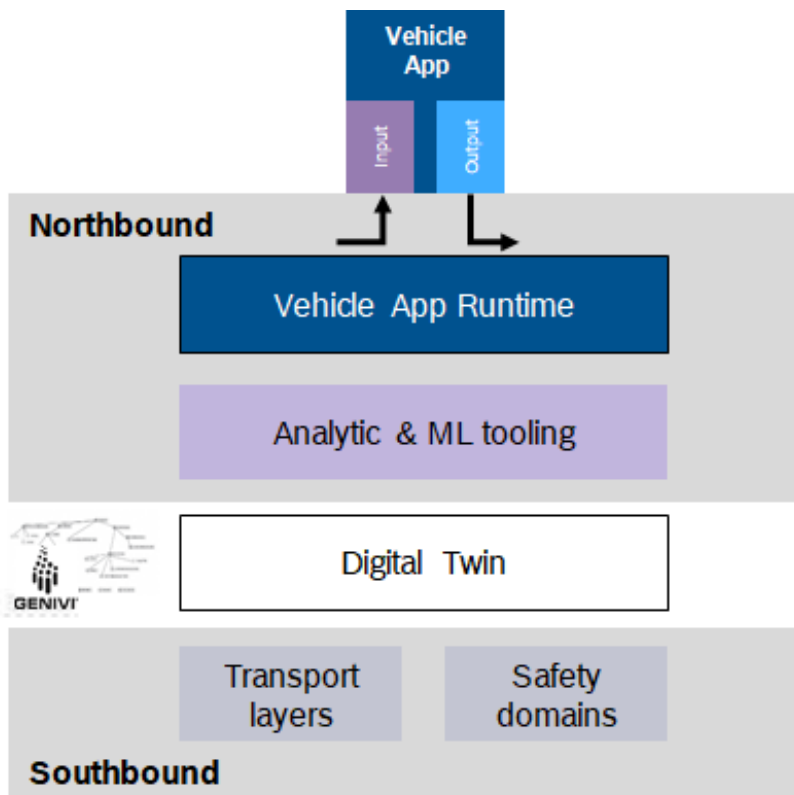 Vehicle
App
Input
Output
Northbound
Vehicle App Runtime
Analytic & ML tooling
Digital Twin
GENIVI
Transport
layers
Safety
domains
Southbound